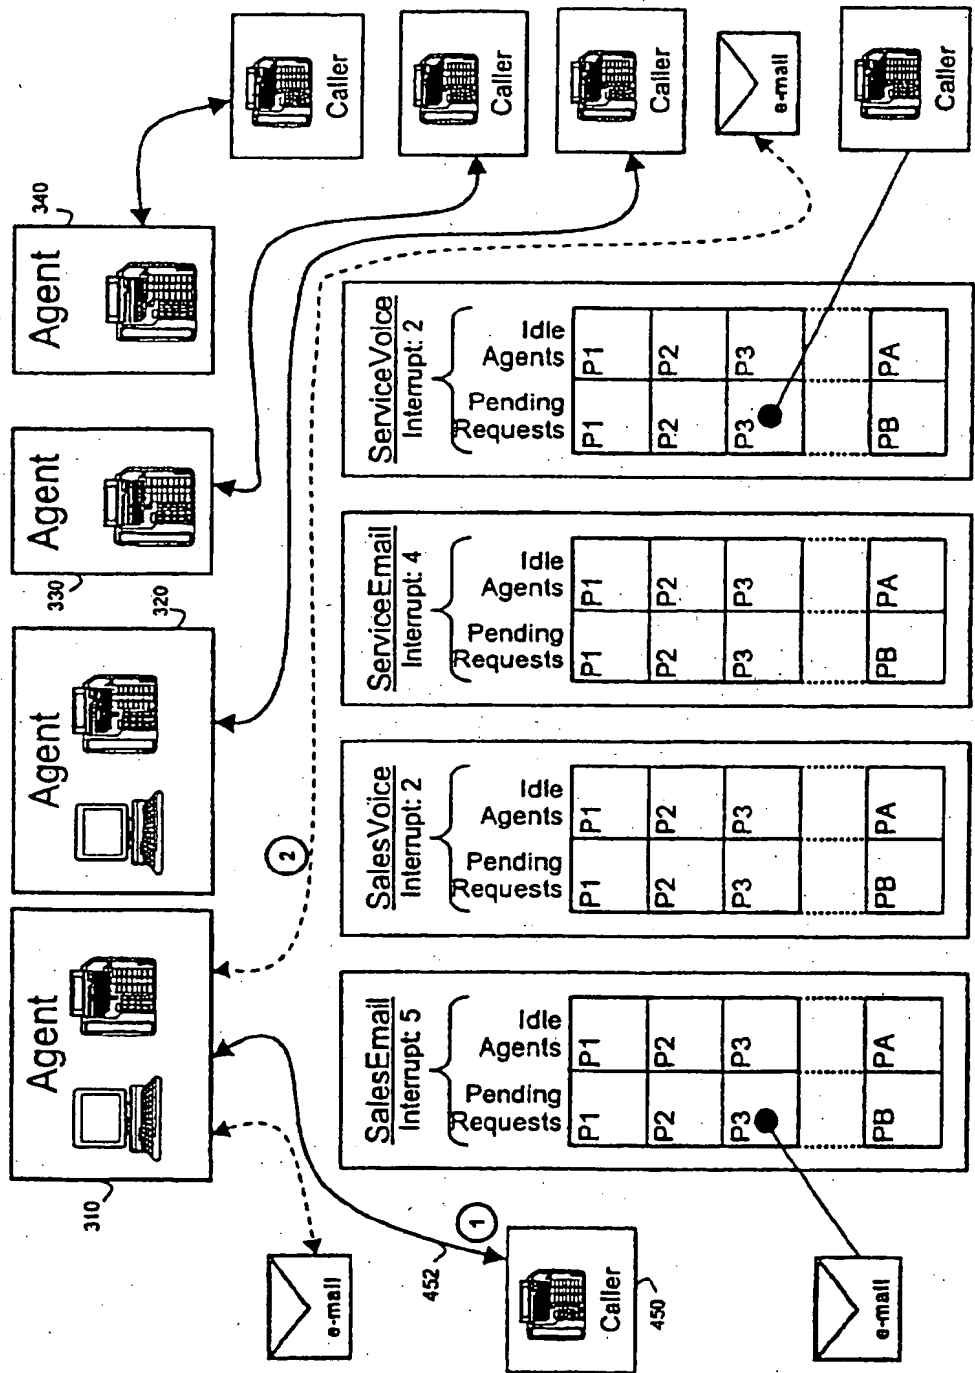 310
Agent
320
Agent
330
Agent
340
Agent
e-mail
452
1
2
Caller
450
Caller
Caller
Caller
e-mail
Caller
SalesEmail
Interrupt: 5
Pending
Requests
Idle
Agents
P1
P1
P2
P2
P3
P3
PB
PA
SalesVoice
Interrupt: 2
Pending
Requests
Idle
Agents
P1
P1
P2
P2
P3
P3
PB
PA
ServiceEmail
Interrupt: 4
Pending
Requests
Idle
Agents
P1
P1
P2
P2
P3
P3
PB
PA
ServiceVoice
Interrupt: 2
Pending
Requests
Idle
Agents
P1
P1
P2
P2
P3
P3
PB
PA
e-mail